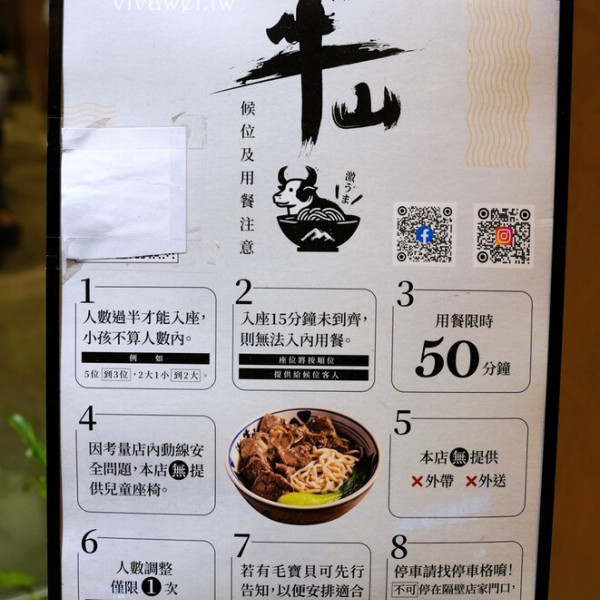 vivawei.tw
牛山
候位及用餐注意
激うま
1
人數過半才能入座,
小孩不算人數內。
例 如
5位 到3位,2大1小 到2大。
2
入座15分鐘未到齊,
則無法入內用餐。
座位將按順位
提供給候位客人
3
用餐限時
50分鐘
4
因考量店內動線安
全問題,本店無提
供兒童座椅。
5
本店無提供
×外帶 ×外送
6
人數調整
僅限1次
7
若有毛寶貝可先行
告知,以便安排適合
8
停車請找停車格唷!
不可停在隔壁店家門口,